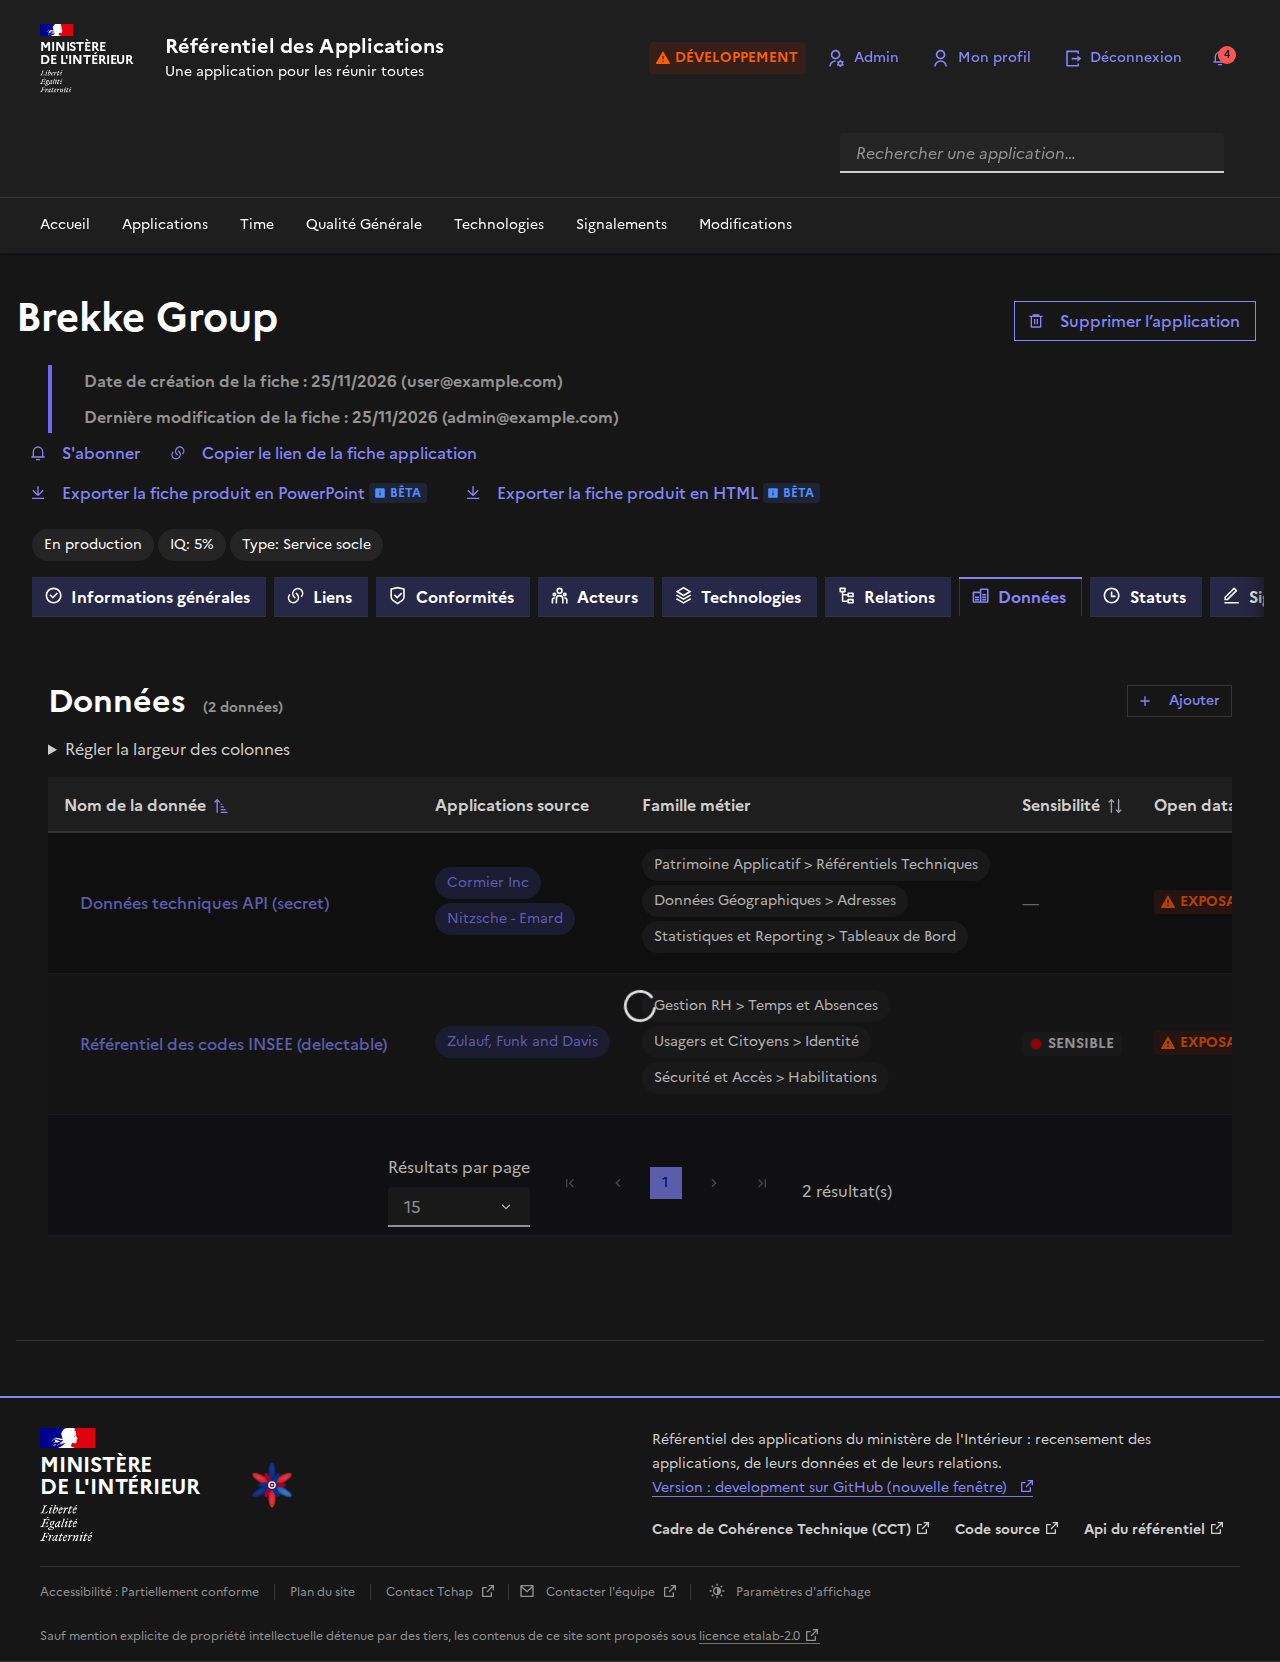 MINISTÈRE
DE L'INTÉRIEUR
Liberté
Égalité
Fraternité
Référentiel des Applications
Une application pour les réunir toutes
DÉVELOPPEMENT
Admin
Mon profil
Déconnexion
4
Rechercher une application...
Accueil
Applications
Time
Qualité Générale
Technologies
Signalements
Modifications
Brekke Group
Supprimer l’application
Date de création de la fiche : 25/11/2026 (user@example.com)
Dernière modification de la fiche : 25/11/2026 (admin@example.com)
S'abonner
Copier le lien de la fiche application
Exporter la fiche produit en PowerPoint BÊTA
Exporter la fiche produit en HTML BÊTA
En production
IQ: 5%
Type: Service socle
Informations générales
Liens
Conformités
Acteurs
Technologies
Relations
Données
Statuts
Données (2 données)
Ajouter
Régler la largeur des colonnes
Nom de la donnée
Applications source
Famille métier
Sensibilité
Open data
Données techniques API (secret)
Cormier Inc
Nitzsche - Emard
Patrimoine Applicatif > Référentiels Techniques
Données Géographiques > Adresses
Statistiques et Reporting > Tableaux de Bord
—
EXPOSA
Référentiel des codes INSEE (delectable)
Zulauf, Funk and Davis
Gestion RH > Temps et Absences
Usagers et Citoyens > Identité
Sécurité et Accès > Habilitations
SENSIBLE
EXPOSA
Résultats par page
15
1
2 résultat(s)
MINISTÈRE
DE L'INTÉRIEUR
Liberté
Égalité
Fraternité
Référentiel des applications du ministère de l'Intérieur : recensement des
applications, de leurs données et de leurs relations.
Version : development sur GitHub (nouvelle fenêtre)
Cadre de Cohérence Technique (CCT)
Code source
Api du référentiel
Accessibilité : Partiellement conforme
Plan du site
Contact Tchap
Contacter l'équipe
Paramètres d'affichage
Sauf mention explicite de propriété intellectuelle détenue par des tiers, les contenus de ce site sont proposés sous licence etalab-2.0